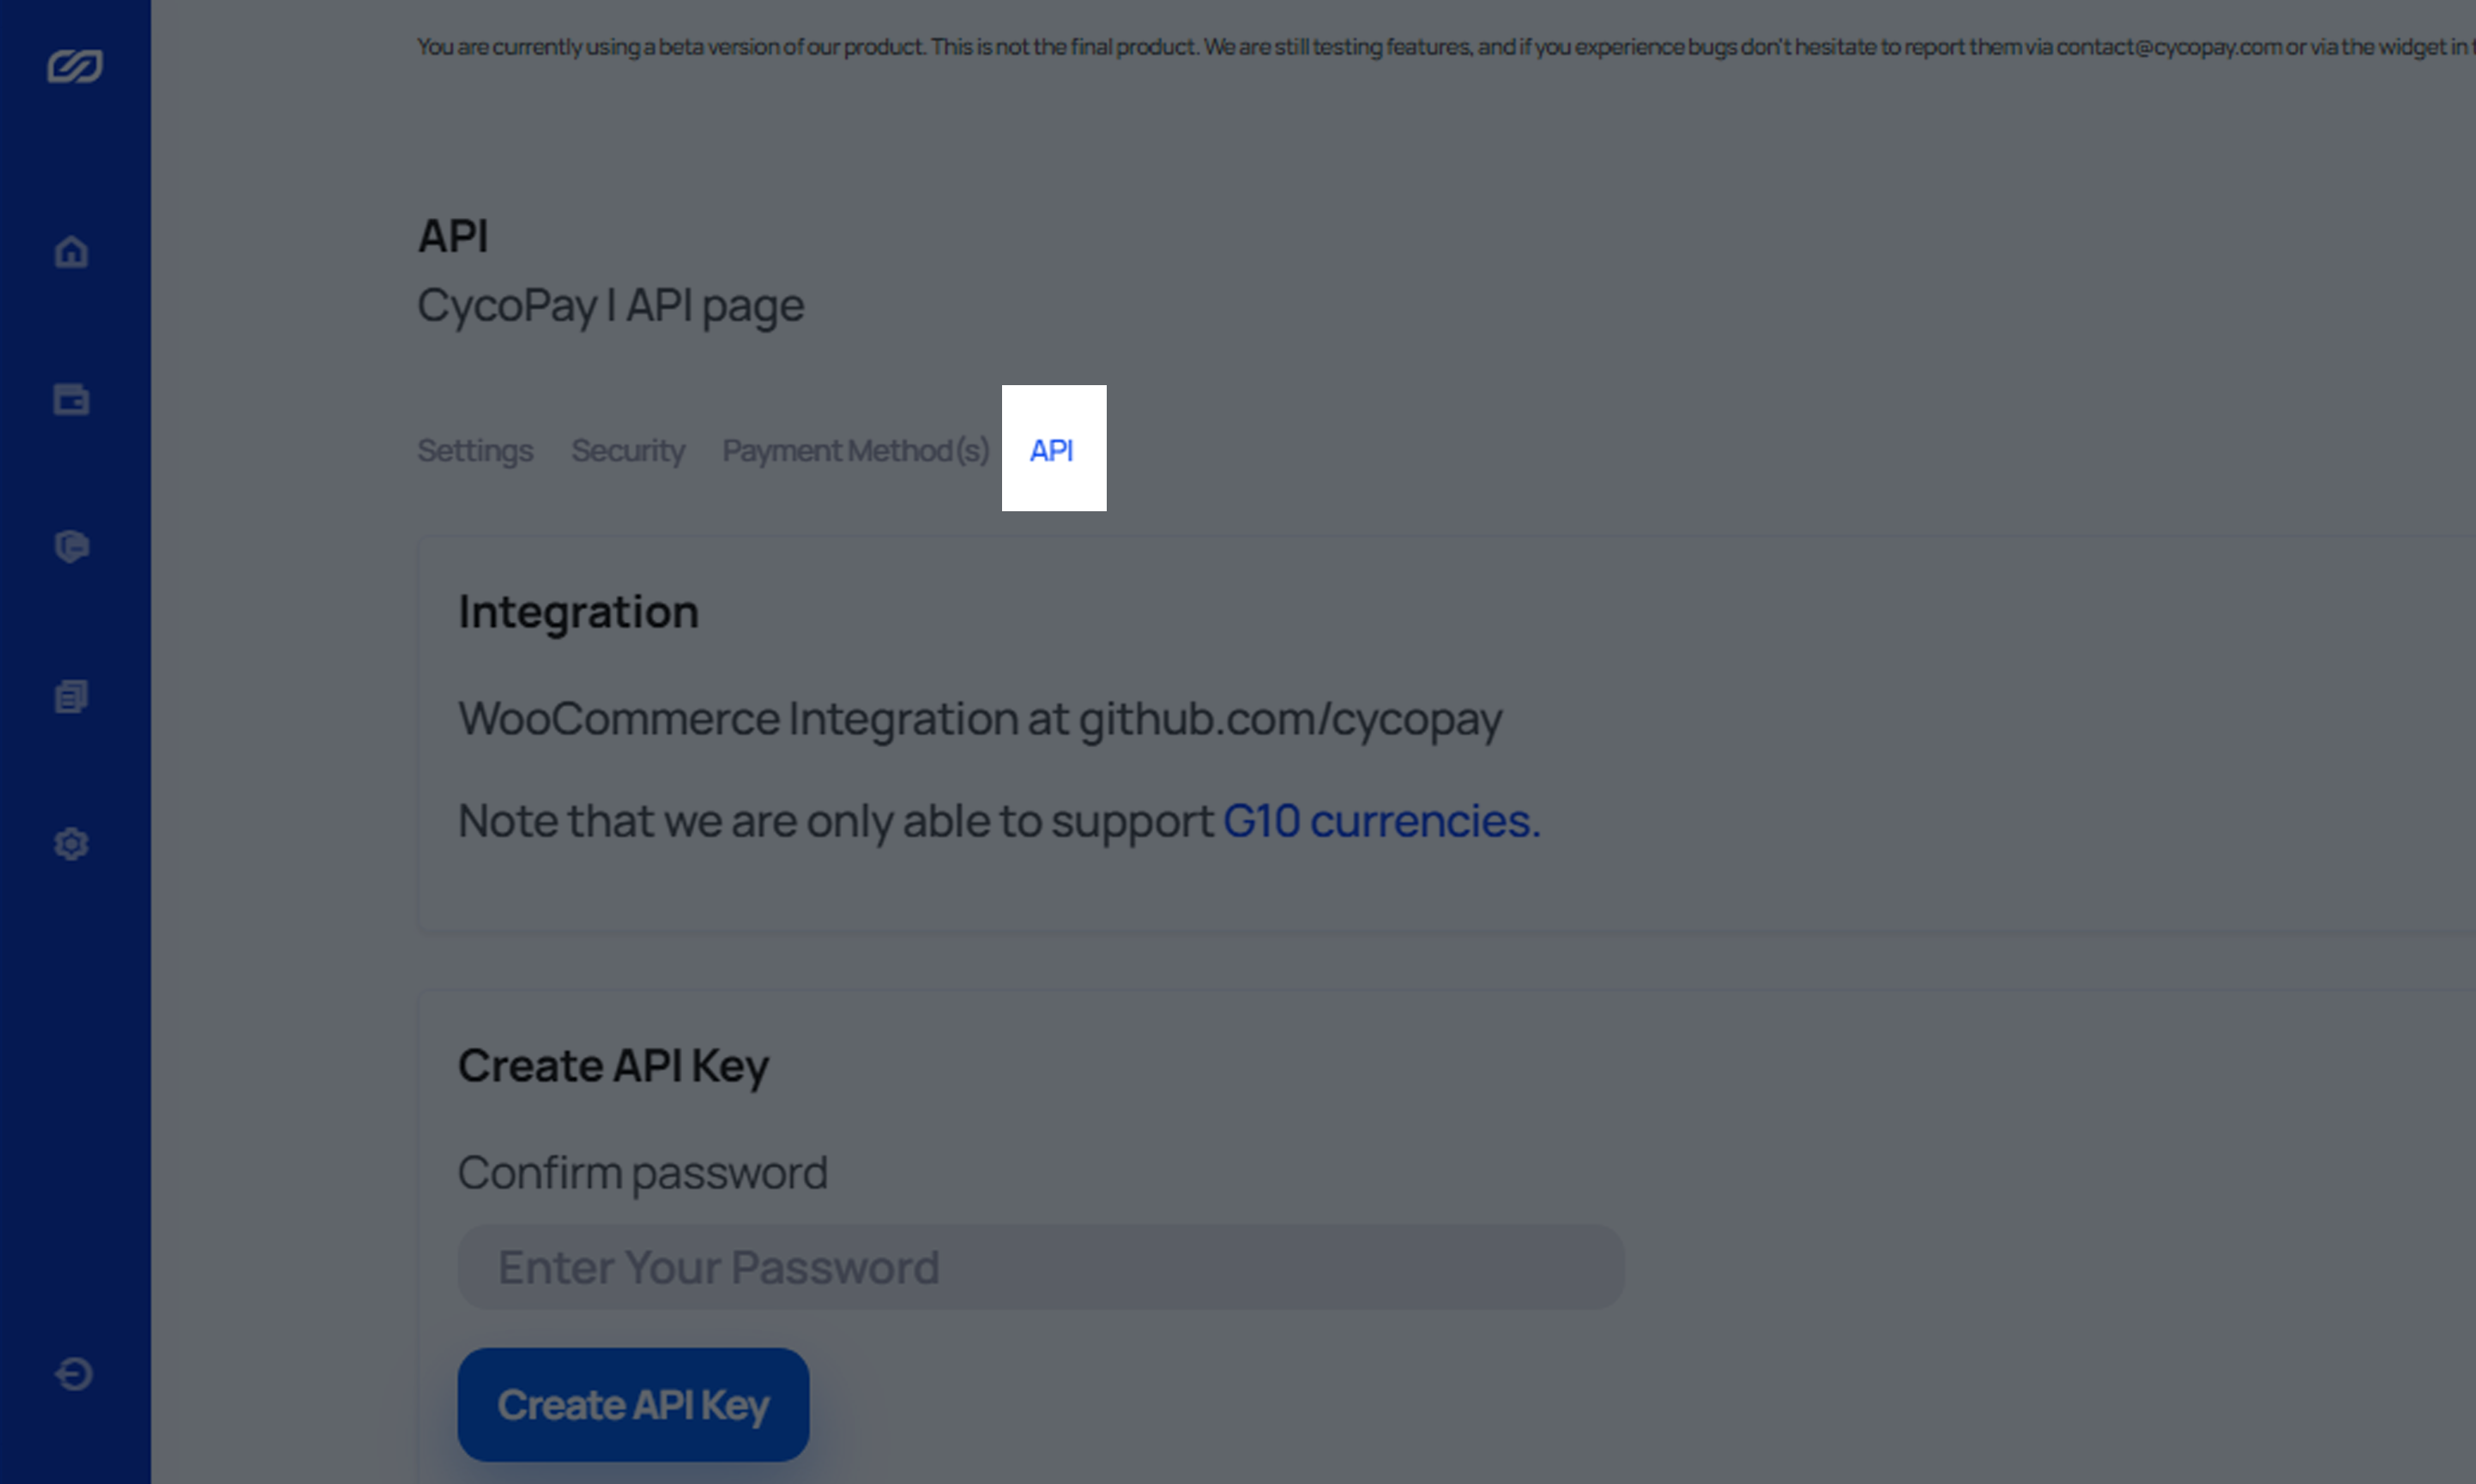 You are currently using a beta version of our product. This is not the final product. We are still testing features, and if you experience bugs don't hesitate to report them via contact@cycopay.com or via the widget in
API
CycoPay | API page
Settings Security Payment Method(s) API
Integration
WooCommerce Integration at github.com/cycopay
Note that we are only able to support G10 currencies.
Create API Key
Confirm password
Enter Your Password
Create API Key